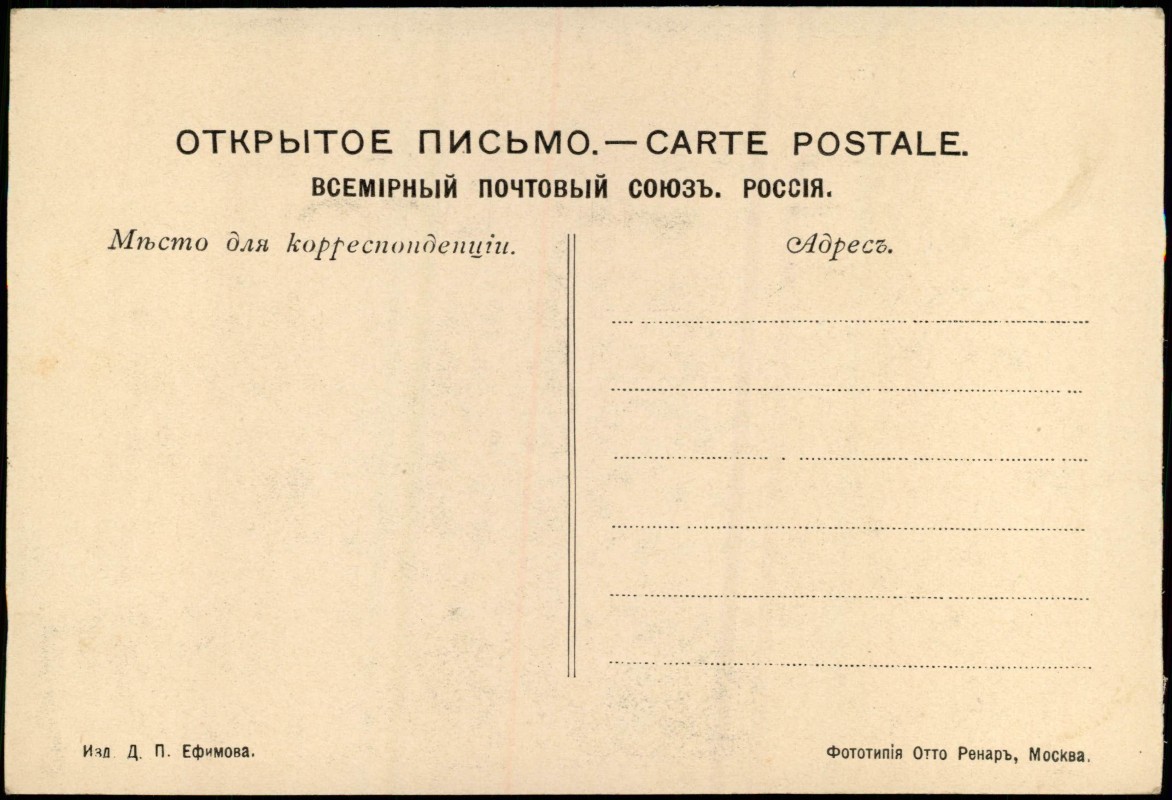 ОТКРЫТОЕ ПИСЬМО.—CARTE POSTALE.
ВСЕМІРНЫЙ ПОЧТОВЫЙ СОЮЗЪ. РОССІЯ.
Мѣсто для корреспонденціи.
Адресъ.
Изд. Д. П. Ефимова.
Фототипія Отто Ренаръ, Москва.